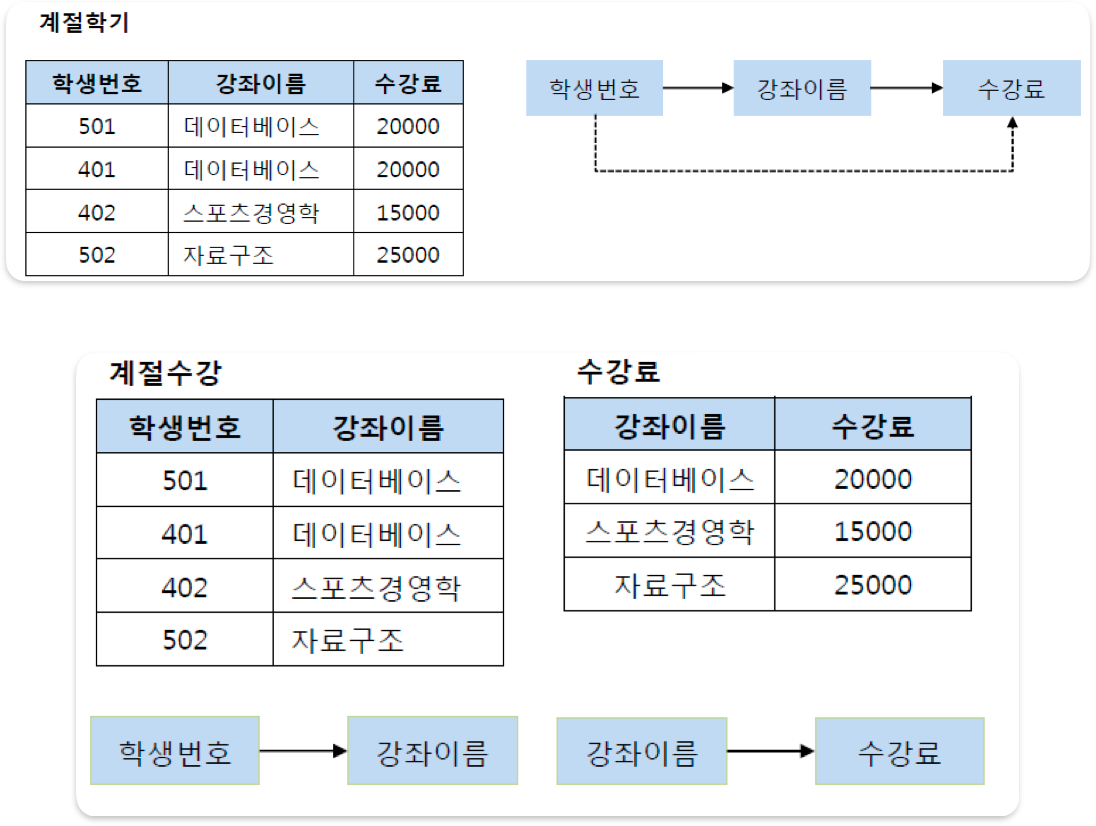 계절학기
학생번호 강좌이름 수강료
501 데이터베이스 20000
401 데이터베이스 20000
402 스포츠경영학 15000
502 자료구조 25000
학생번호 강좌이름 수강료
계절수강
학생번호 강좌이름
501 데이터베이스
401 데이터베이스
402 스포츠경영학
502 자료구조
수강료
강좌이름 수강료
데이터베이스 20000
스포츠경영학 15000
자료구조 25000
학생번호 강좌이름
강좌이름 수강료